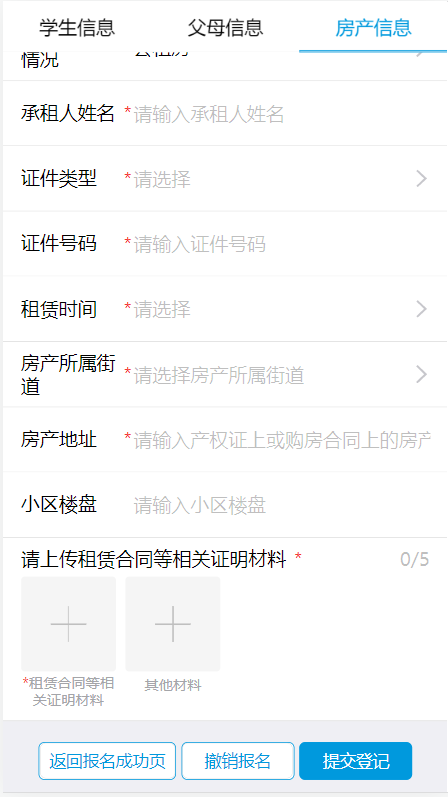 学生信息 父母信息 房产信息
情况 公租房
承租人姓名 *请输入承租人姓名
证件类型 *请选择
证件号码 *请输入证件号码
租赁时间 *请选择
房产所属街
道 *请选择房产所属街道
房产地址 *请输入产权证上或购房合同上的房产
小区楼盘 请输入小区楼盘
请上传租赁合同等相关证明材料 * 0/5
*租赁合同等相
关证明材料
其他材料
返回报名成功页 撤销报名 提交登记